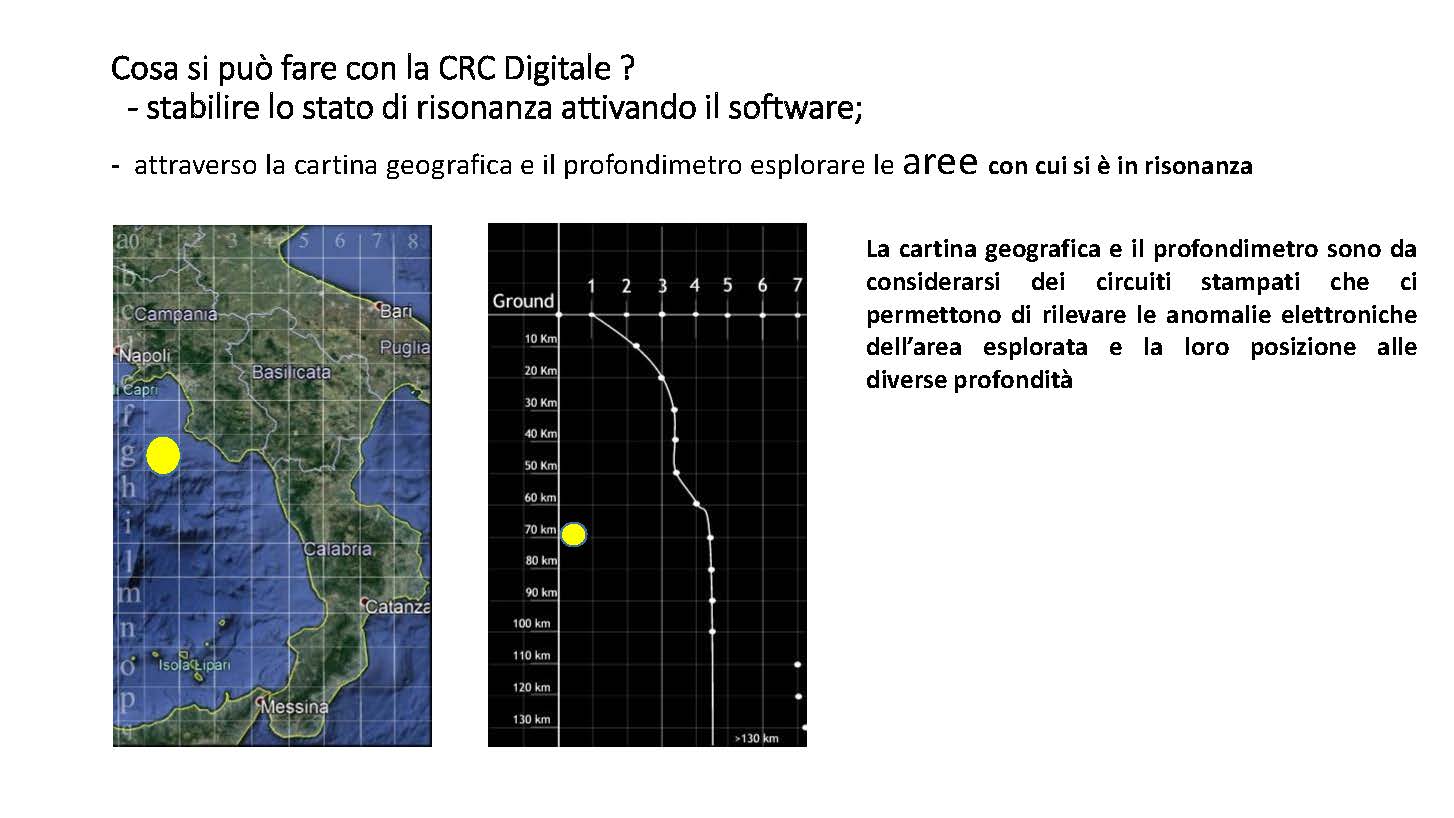 Cosa si può fare con la CRC Digitale ?
- stabilire lo stato di risonanza attivando il software;
- attraverso la cartina geografica e il profondimetro esplorare le aree con cui si è in risonanza
a0 1 2 3 4 5 6 7 8
b
c Campania
Bari
Napoli
Puglia
Basilicata
i Capri
f
g
h
i
l
Calabria
m
Catanza
n
o
Isola Lipari
p
Messina
1 2 3 4 5 6 7
Ground
10 Km
20 Km
30 Km
40 Km
50 Km
60 km
70 km
80 km
90 km
100 km
110 km
120 km
130 km
>130 km
La cartina geografica e il profondimetro sono da
considerarsi dei circuiti stampati che ci
permettono di rilevare le anomalie elettroniche
dell’area esplorata e la loro posizione alle
diverse profondità